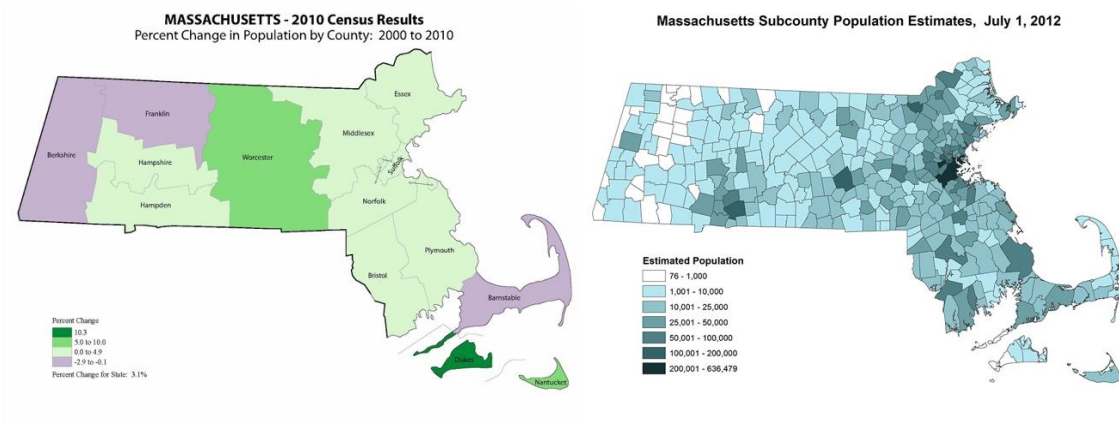 MASSACHUSETTS - 2010 Census Results
Percent Change in Population by County: 2000 to 2010
Essex
Franklin
Middlesex
Berkshire
Worcester
Suffolk
Hampshire
Hampden
Norfolk
Plymouth
Bristol
Barnstable
Dukes
Nantucket
Percent Change
10.3
5.0 to 10.0
0.0 to 4.9
-2.9 to -0.1
Percent Change for State: 3.1%
Massachusetts Subcounty Population Estimates, July 1, 2012
Estimated Population
76 - 1,000
1,001 - 10,000
10,001 - 25,000
25,001 - 50,000
50,001 - 100,000
100,001 - 200,000
200,001 - 636,479